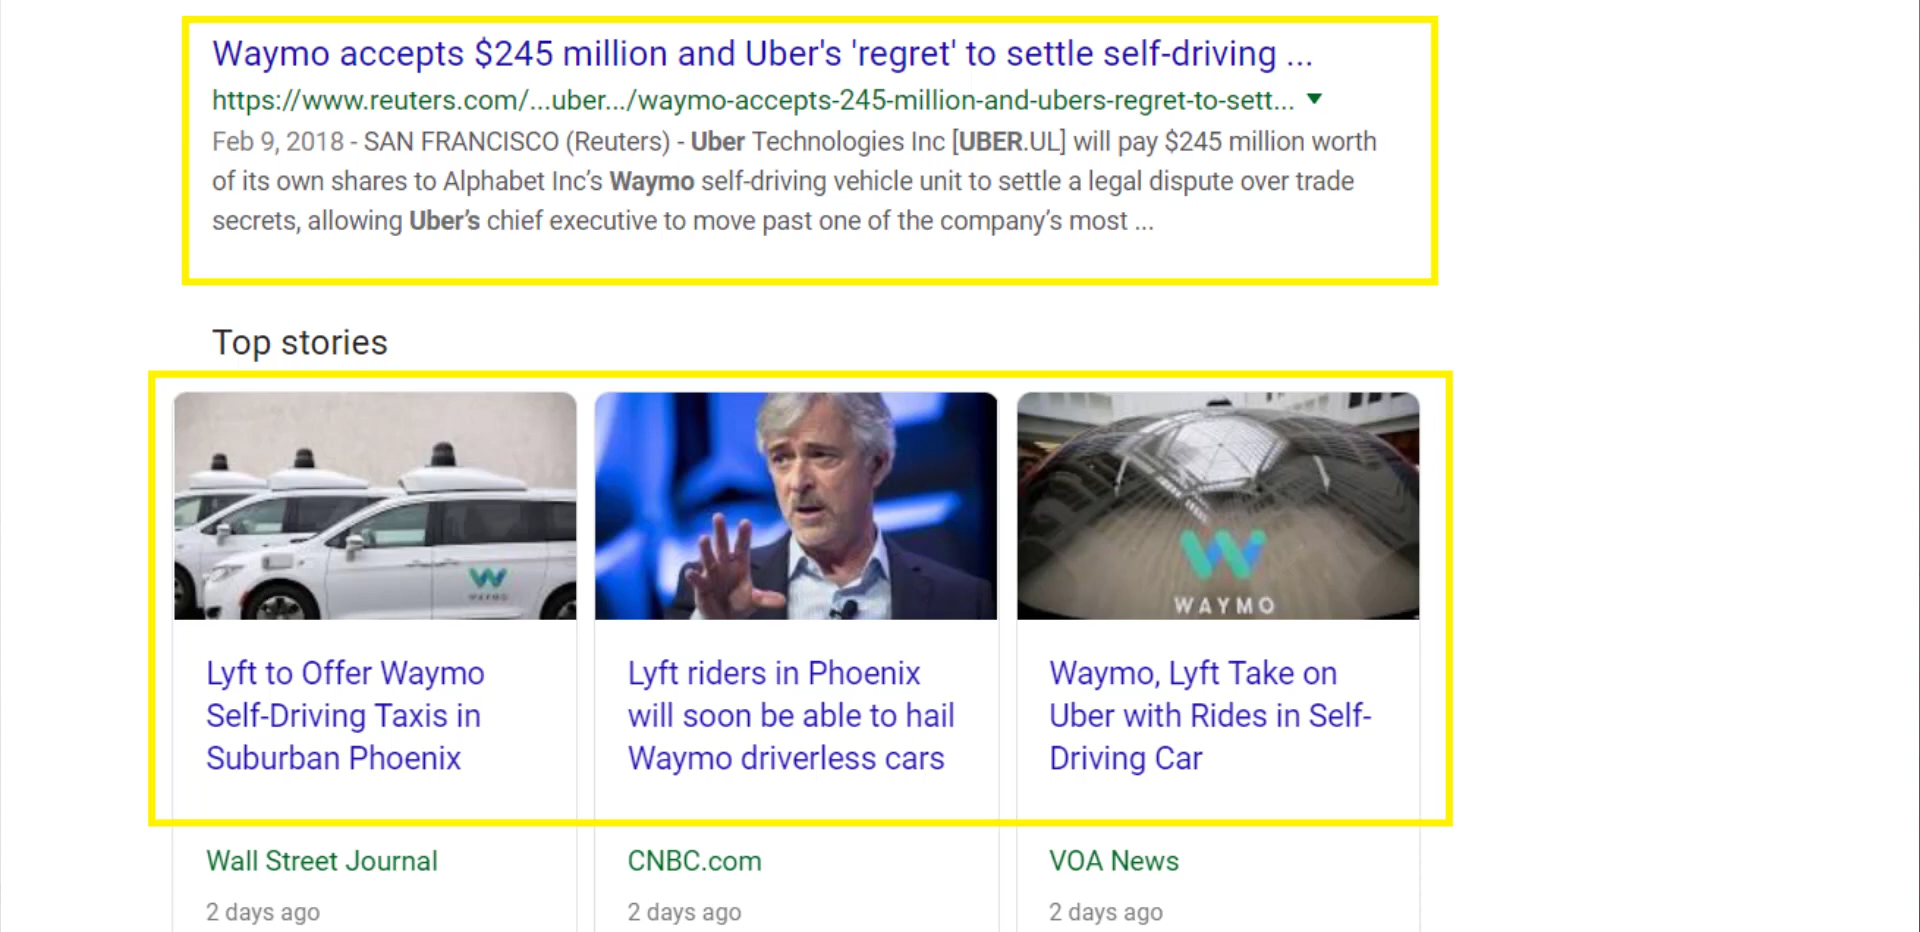 Waymo accepts $245 million and Uber's 'regret' to settle self-driving ...
https://www.reuters.com/...uber.../waymo-accepts-245-million-and-ubers-regret-to-sett...
Feb 9, 2018 - SAN FRANCISCO (Reuters) - Uber Technologies Inc [UBER.UL] will pay $245 million worth
of its own shares to Alphabet Inc’s Waymo self-driving vehicle unit to settle a legal dispute over trade
secrets, allowing Uber’s chief executive to move past one of the company’s most ...
Top stories
WAYMO
WAYMO
Lyft to Offer Waymo
Self-Driving Taxis in
Suburban Phoenix
Wall Street Journal
2 days ago
Lyft riders in Phoenix
will soon be able to hail
Waymo driverless cars
CNBC.com
2 days ago
Waymo, Lyft Take on
Uber with Rides in Self-
Driving Car
VOA News
2 days ago